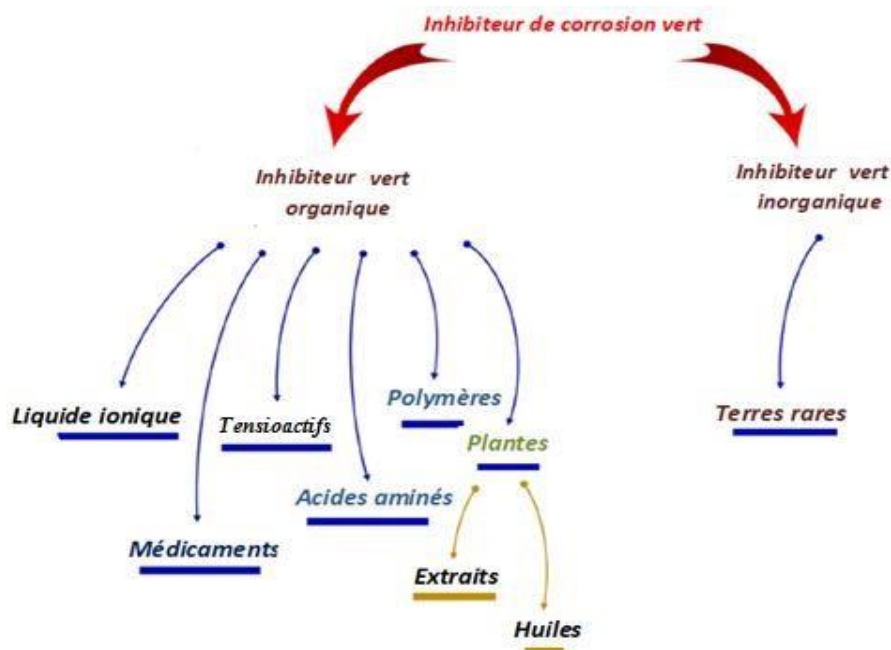 Inhibiteur de corrosion vert
Inhibiteur vert
organique
Inhibiteur vert
inorganique
Liquide ionique
Tensioactifs
Polymères
Plantes
Terres rares
Médicaments
Acides aminés
Extraits
Huiles